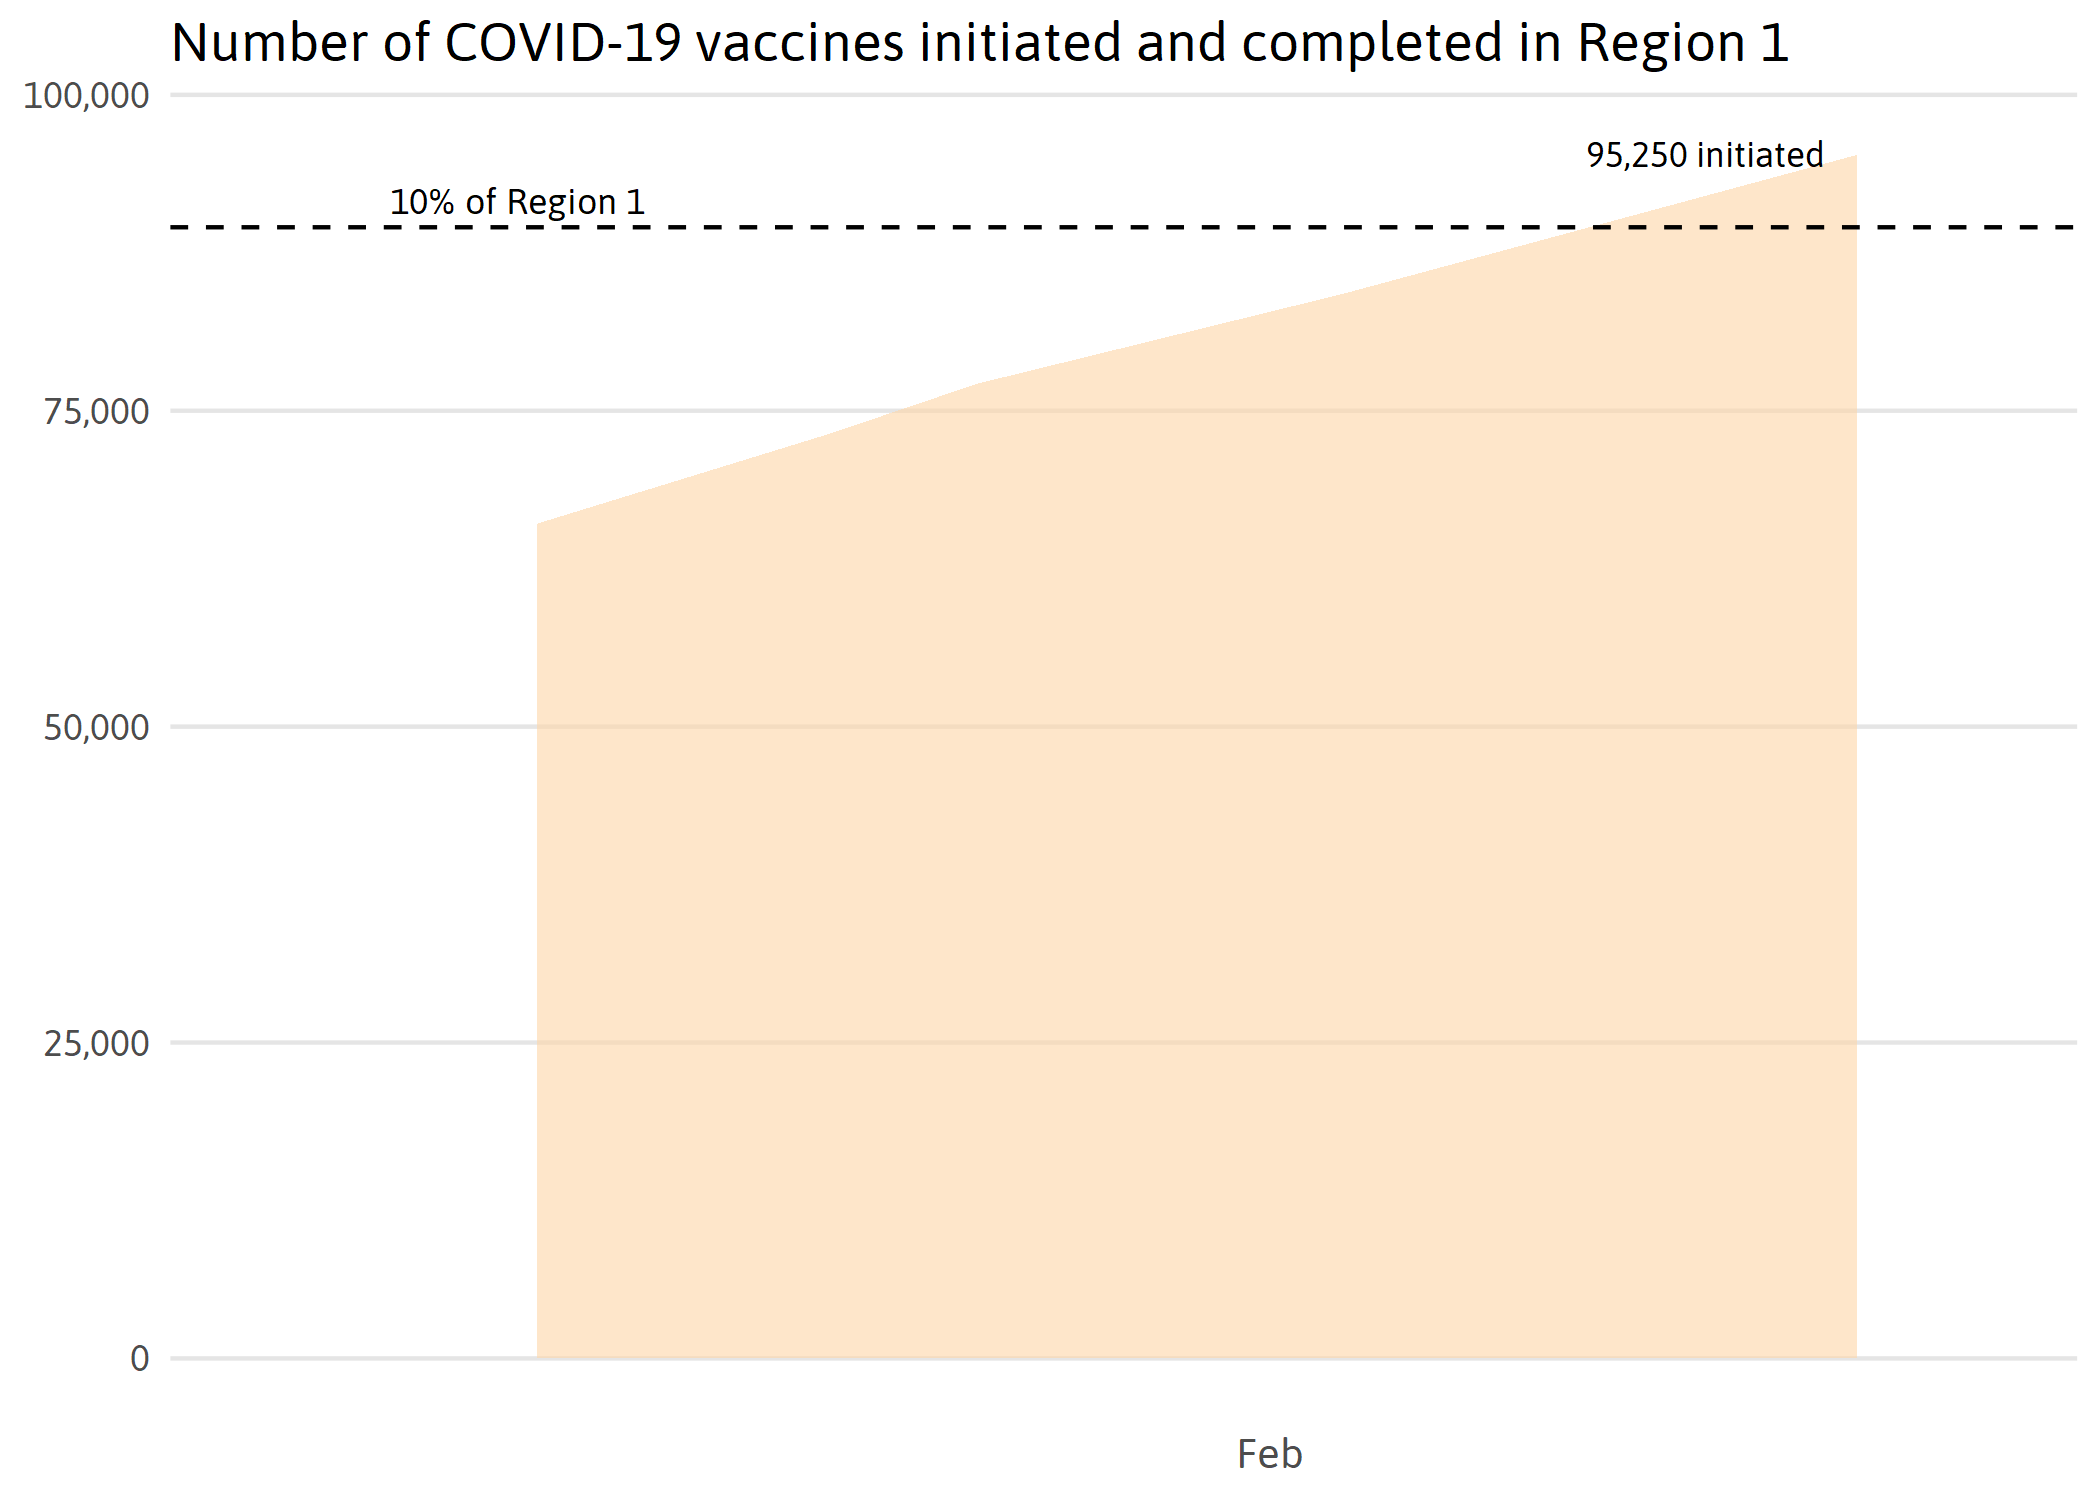 Number of COVID-19 vaccines initiated and completed in Region 1
100,000
95,250 initiated
10% of Region 1
75,000
50,000
25,000
0
Feb